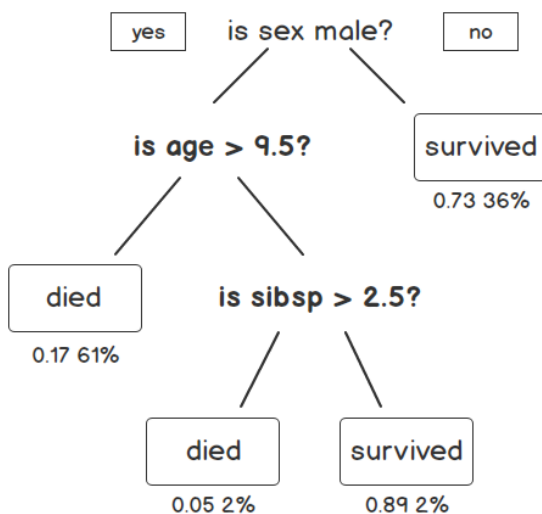 yes
is sex male?
no
is age > 9.5?
survived
0.73 36%
died
0.17 61%
is sibsp > 2.5?
died
0.05 2%
survived
0.89 2%